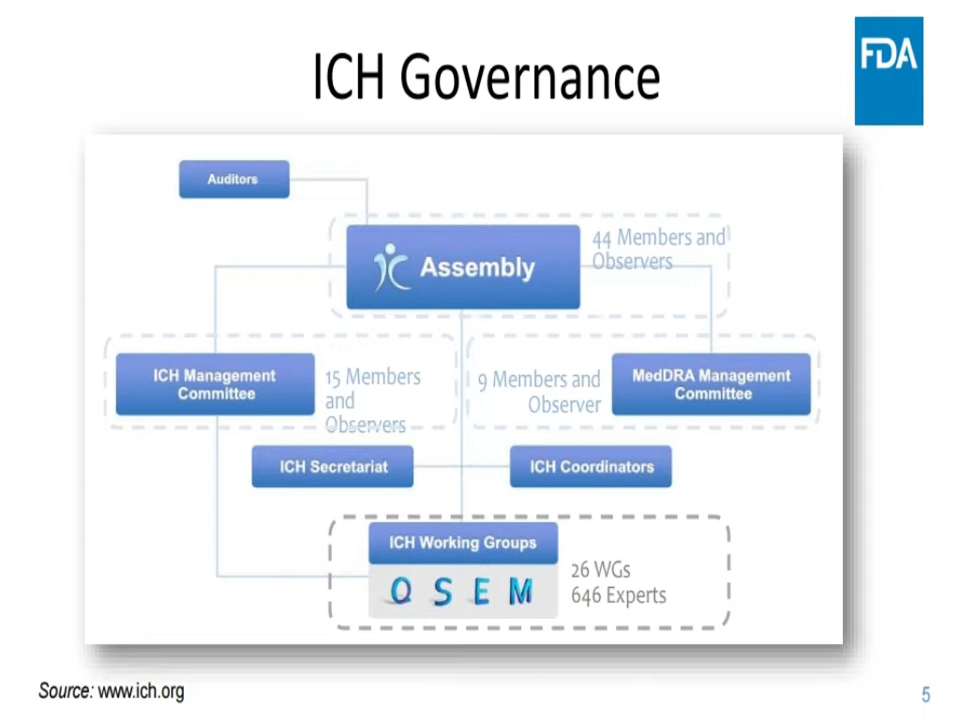 FDA
ICH Governance
Auditors
Assembly
44 Members and
Observers
ICH Management
Committee
15 Members
and
Observers
9 Members and
Observer
MedDRA Management
Committee
ICH Secretariat
ICH Coordinators
ICH Working Groups
Q S E M
26 WGs
646 Experts
Source: www.ich.org
5